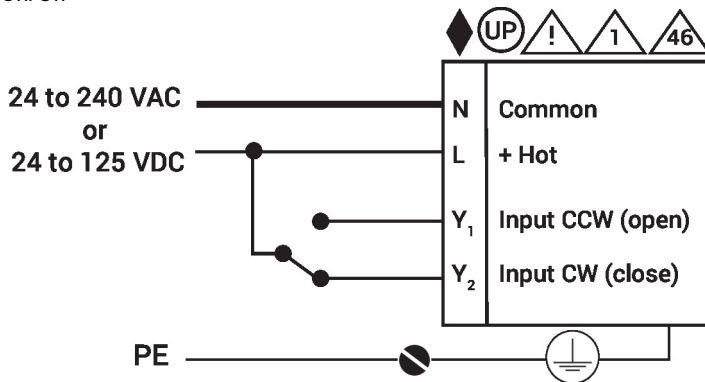 UP ! 1 46
24 to 240 VAC
or
24 to 125 VDC
N Common
L + Hot
Y1 Input CCW (open)
Y2 Input CW (close)
PE